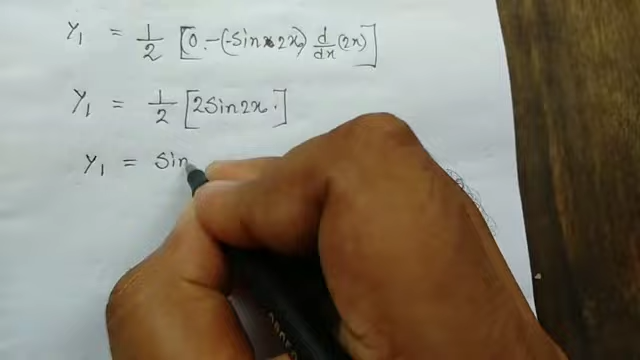 y₁ = 1/2 [0 - (-Sin 2x) d/dx (2x)]
y₁ = 1/2 [2Sin2x.]
y₁ = Sin